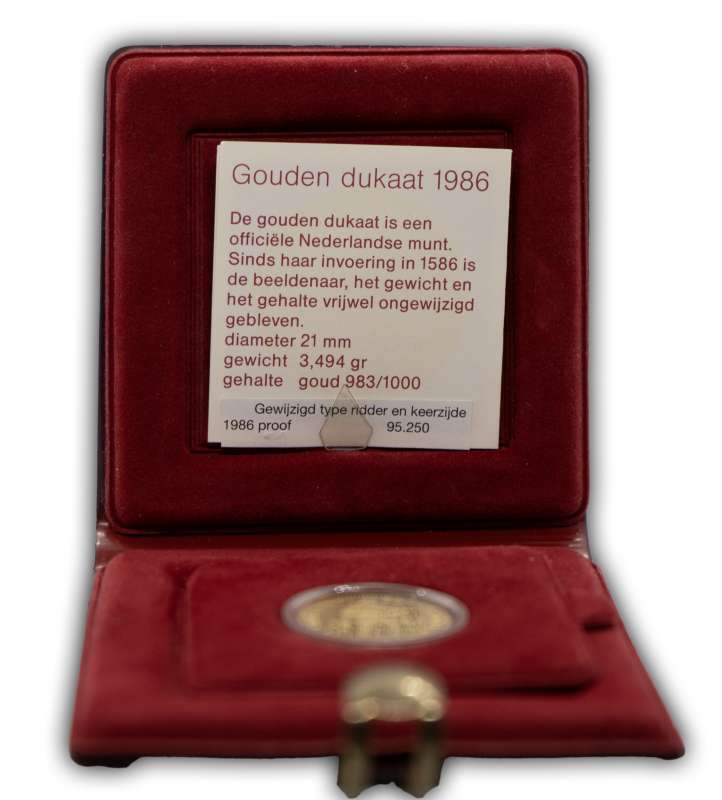 Gouden dukaat 1986
De gouden dukaat is een
officiële Nederlandse munt.
Sinds haar invoering in 1586 is
de beeldenaar, het gewicht en
het gehalte vrijwel ongewijzigd
gebleven.
diameter 21 mm
gewicht 3,494 gr
gehalte goud 983/1000
Gewijzigd type ridder en keerzijde
1986 proof 95.250